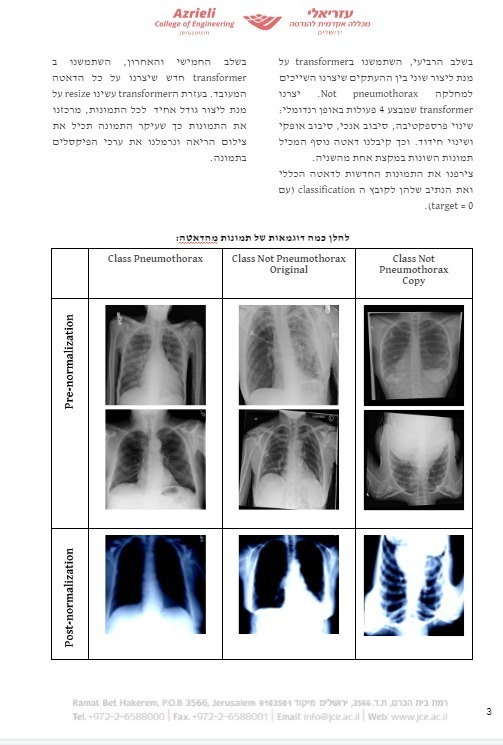 Azrieli
College of Engineering
Jerusalem
עזריאלי
מכללה אקדמית להנדסה
ירושלים
בשלב הרביעי, השתמשנו בtransformer על
מנת ליצור שוני בין ההעתקים שיצרנו השייכים
למחלקה Not pneumothorax. יצרנו
transformer שמבצע 4 פעולות באופן רנדומלי:
שינוי פרספקטיבה, סיבוב אנכי, סיבוב אופקי
ושינוי חידוד. וכך קיבלנו דאטה נוסף המכיל
תמונות השונות במקצת אחת מהשניה.
צירפנו את התמונות החדשות לדאטה הכללי
ואת הנתיב שלהן לקובץ ה classification (עם
target = 0).
בשלב החמישי והאחרון, השתמשנו ב
transformer חדש שיצרנו על כל הדאטה
המעובד. בעזרת הtransformer עשינו resize על
מנת ליצור גודל אחיד לכל התמונות, מרכזנו
את התמונות כך שעיקר התמונה תכיל את
צילום הריאה ונרמלנו את ערכי הפיקסלים
בתמונה.
להלן כמה דוגמאות של תמונות מהדאטה:
Class Pneumothorax
Class Not Pneumothorax
Original
Class Not
Pneumothorax
Copy
Pre-normalization
Post-normalization
Ramat Bet Hakerem, P.O.B 3566, Jerusalem רמת בית הכרם, ת.ד. 3566, ירושלים מיקוד 9103501
Tel. +972-2-6588000 | Fax. +972-2-6588001 | Email: info@jce.ac.il | Web: www.jce.ac.il
3